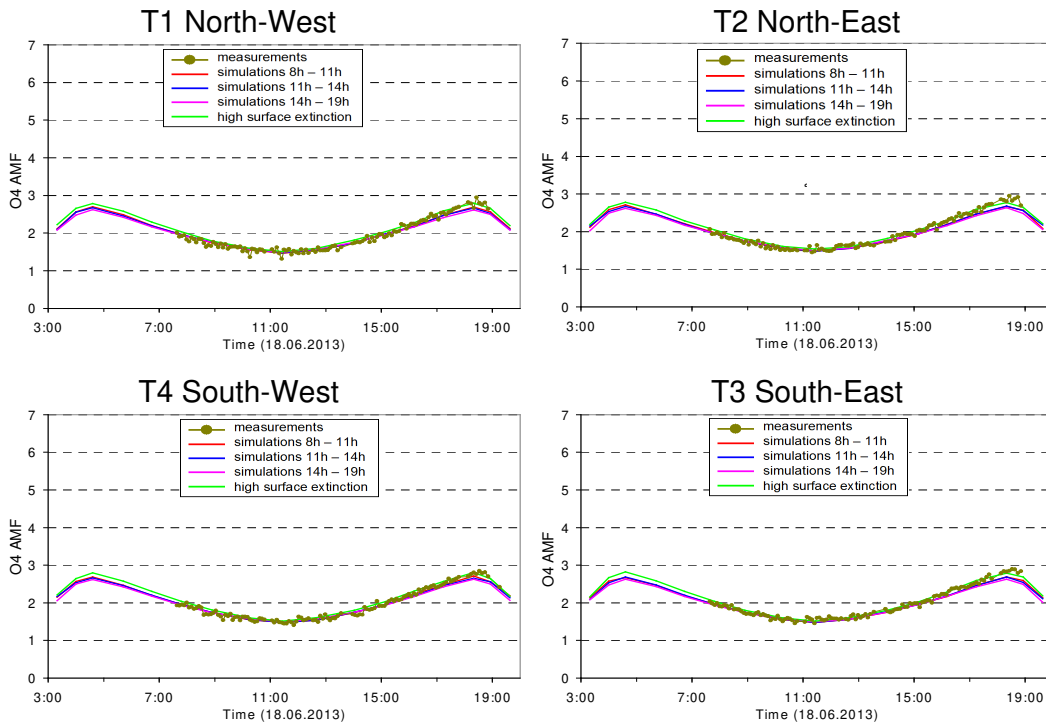 T1 North-West
7
6
5
4
3
2
1
0
O4 AMF
measurements
simulations 8h – 11h
simulations 11h – 14h
simulations 14h – 19h
high surface extinction
3:00 7:00 11:00 15:00 19:00
Time (18.06.2013)
T2 North-East
7
6
5
4
3
2
1
0
O4 AMF
measurements
simulations 8h – 11h
simulations 11h – 14h
simulations 14h – 19h
high surface extinction
3:00 7:00 11:00 15:00 19:00
Time (18.06.2013)
T4 South-West
7
6
5
4
3
2
1
0
O4 AMF
measurements
simulations 8h – 11h
simulations 11h – 14h
simulations 14h – 19h
high surface extinction
3:00 7:00 11:00 15:00 19:00
Time (18.06.2013)
T3 South-East
7
6
5
4
3
2
1
0
O4 AMF
measurements
simulations 8h – 11h
simulations 11h – 14h
simulations 14h – 19h
high surface extinction
3:00 7:00 11:00 15:00 19:00
Time (18.06.2013)